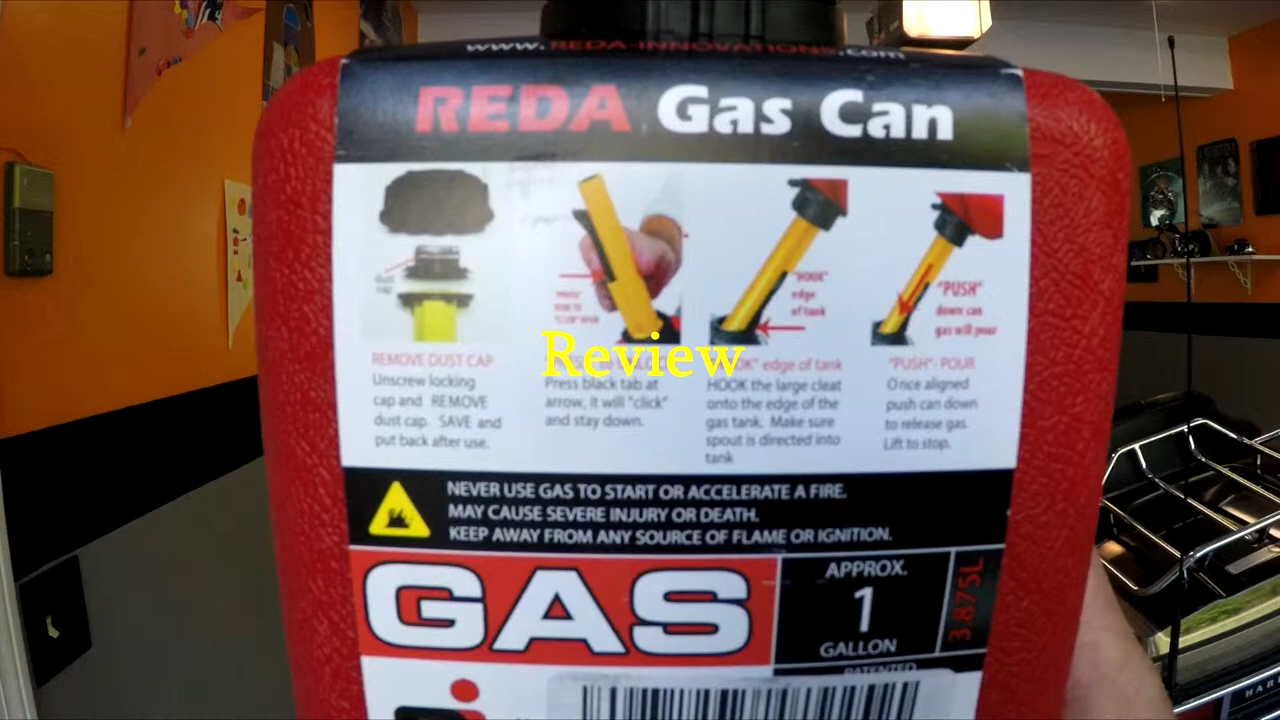 www.REDA-INNOVATIONS.com
REDA Gas Can
dust
cap
"HOOK"
edge
of tank
"PUSH"
down can
gas will pour
REMOVE DUST CAP
Unscrew locking
cap and REMOVE
dust cap. SAVE and
put back after use.
Press black tab at
arrow, it will "click"
and stay down.
edge of tank
HOOK the large cleat
onto the edge of the
gas tank. Make sure
spout is directed into
tank
"PUSH"- POUR
Once aligned
push can down
to release gas.
Lift to stop.
Review
NEVER USE GAS TO START OR ACCELERATE A FIRE.
MAY CAUSE SEVERE INJURY OR DEATH.
KEEP AWAY FROM ANY SOURCE OF FLAME OR IGNITION.
GAS
APPROX.
1
GALLON
3.875L
PATENTED